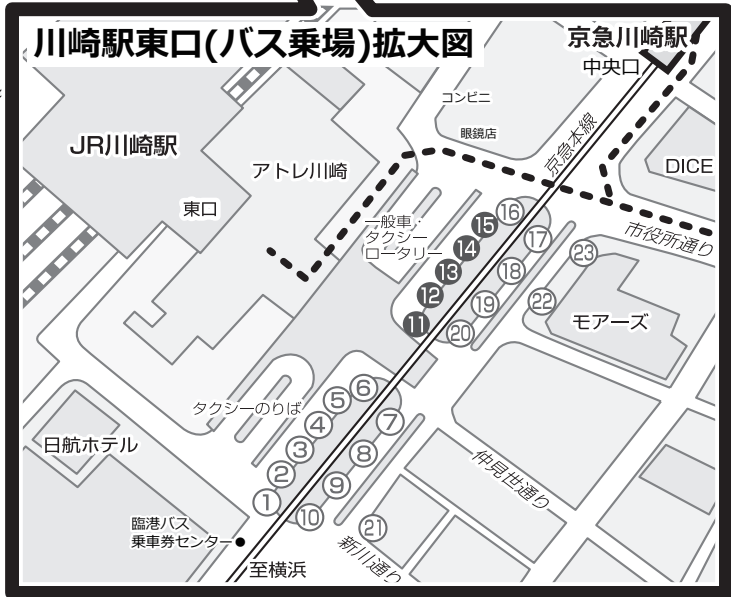 川崎駅東口(バス乗場)拡大図
京急川崎駅
中央口
コンビニ
眼鏡店
京急本線
JR川崎駅
アトレ川崎
DICE
東口
一般車・
タクシー
ロータリー
市役所通り
⑯
⓯
⑰
⓮
㉓
⓭
⑱
⓬
⑲
㉒
⓫
⑳
モアーズ
タクシーのりば
⑥
⑤
④
⑦
③
⑧
②
⑨
①
⑩
㉑
日航ホテル
仲見世通り
臨港バス
乗車券センター
新川通り
至横浜